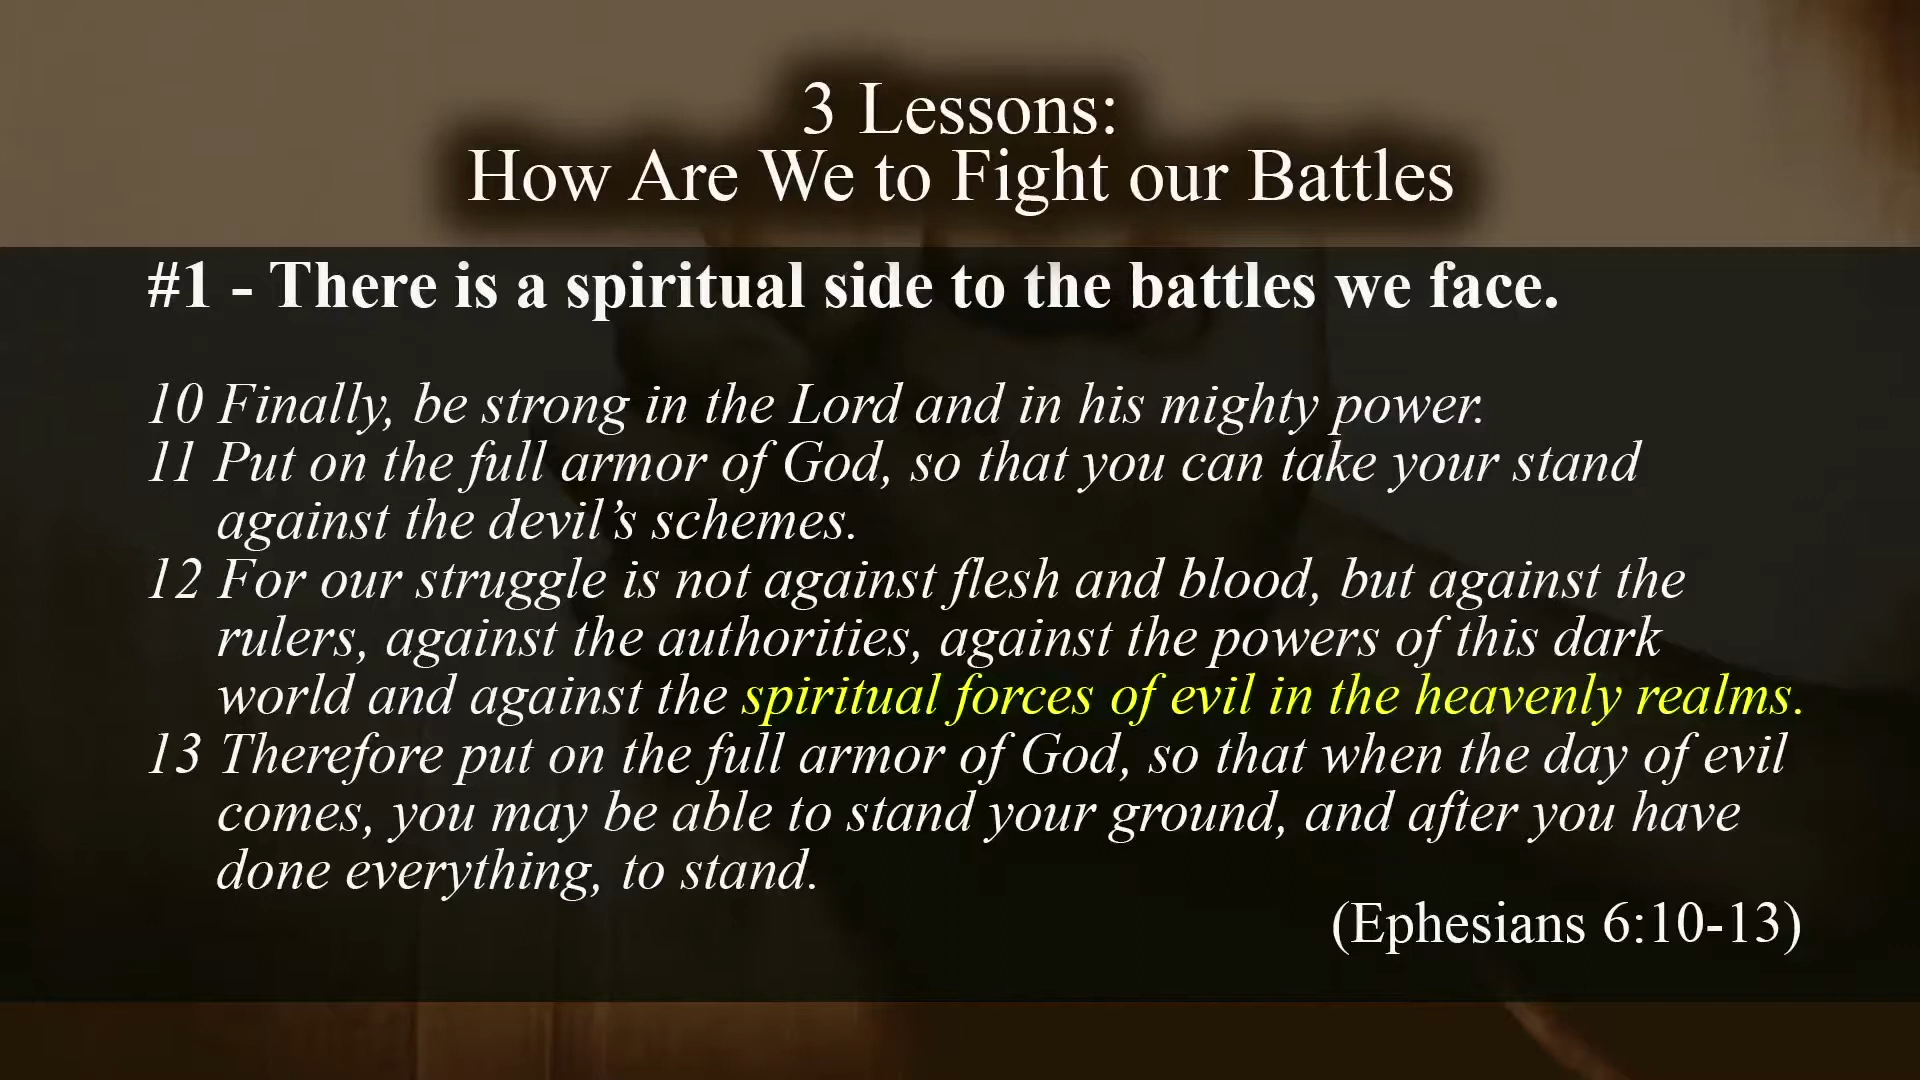 3 Lessons:
How Are We to Fight our Battles
#1 - There is a spiritual side to the battles we face.
10 Finally, be strong in the Lord and in his mighty power.
11 Put on the full armor of God, so that you can take your stand
against the devil’s schemes.
12 For our struggle is not against flesh and blood, but against the
rulers, against the authorities, against the powers of this dark
world and against the spiritual forces of evil in the heavenly realms.
13 Therefore put on the full armor of God, so that when the day of evil
comes, you may be able to stand your ground, and after you have
done everything, to stand.
(Ephesians 6:10-13)